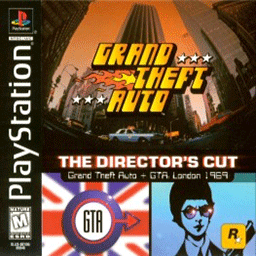 PlayStation
GRAND
THEFT
AUTO
THE DIRECTOR'S CUT
Grand Theft Auto + GTA: London 1969
GTA
R
MATURE
M